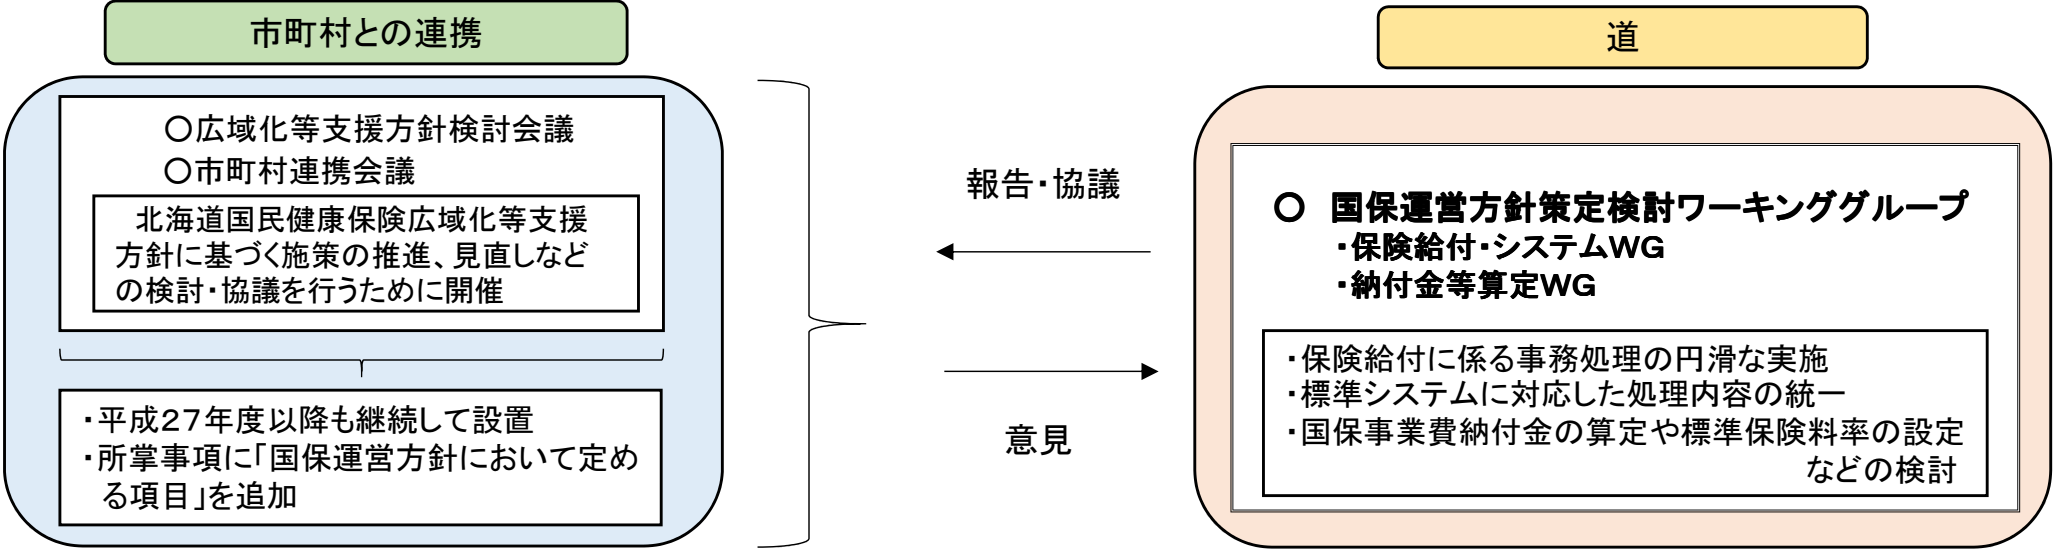 市町村との連携
○広域化等支援方針検討会議
○市町村連携会議
北海道国民健康保険広域化等支援
方針に基づく施策の推進、見直しなど
の検討・協議を行うために開催
・平成27年度以降も継続して設置
・所掌事項に「国保運営方針において定め
る項目」を追加
報告・協議
意見
道
○ 国保運営方針策定検討ワーキンググループ
・保険給付・システムWG
・納付金等算定WG
・保険給付に係る事務処理の円滑な実施
・標準システムに対応した処理内容の統一
・国保事業費納付金の算定や標準保険料率の設定
などの検討